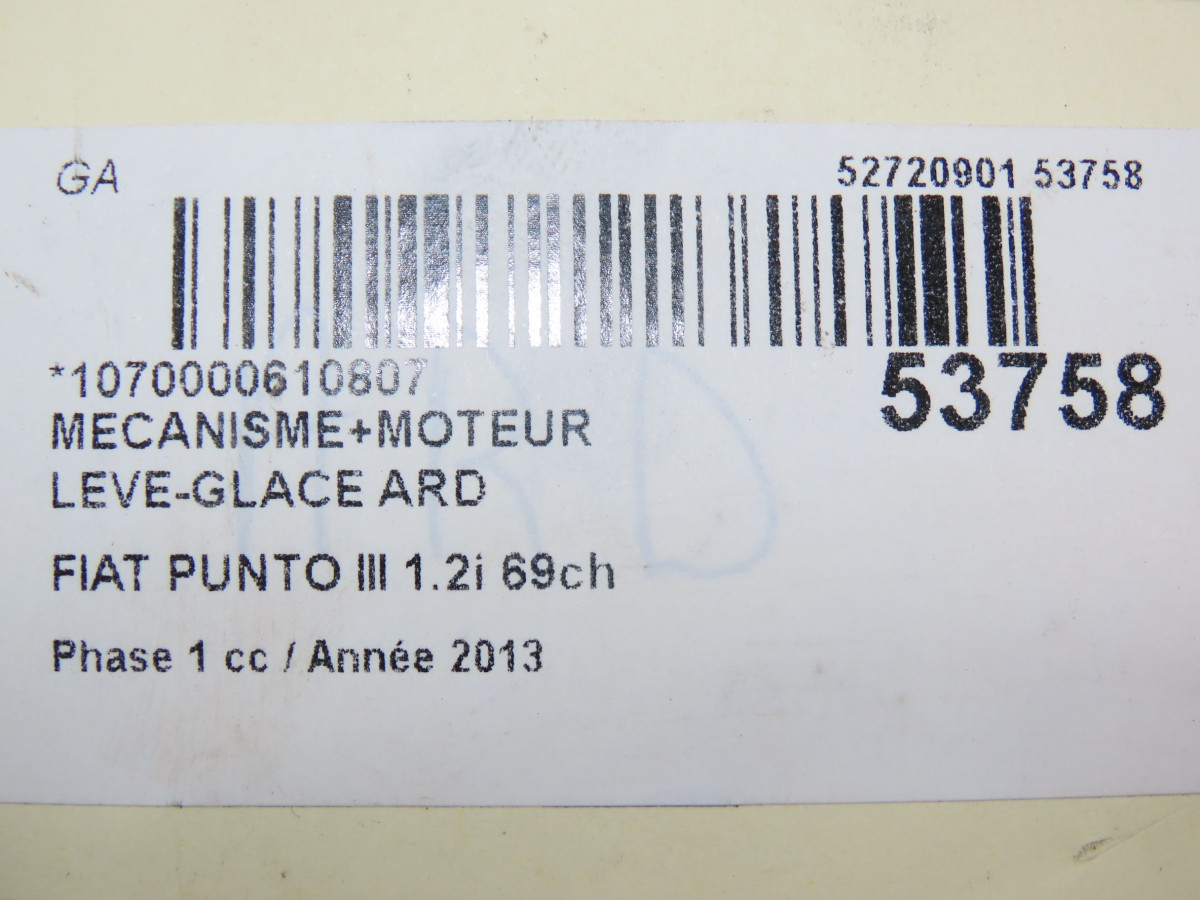 GA
52720901 53758
*1070000610807
53758
MECANISME+MOTEUR
LEVE-GLACE ARD
FIAT PUNTO III 1.2i 69ch
Phase 1 cc / Année 2013
ARD